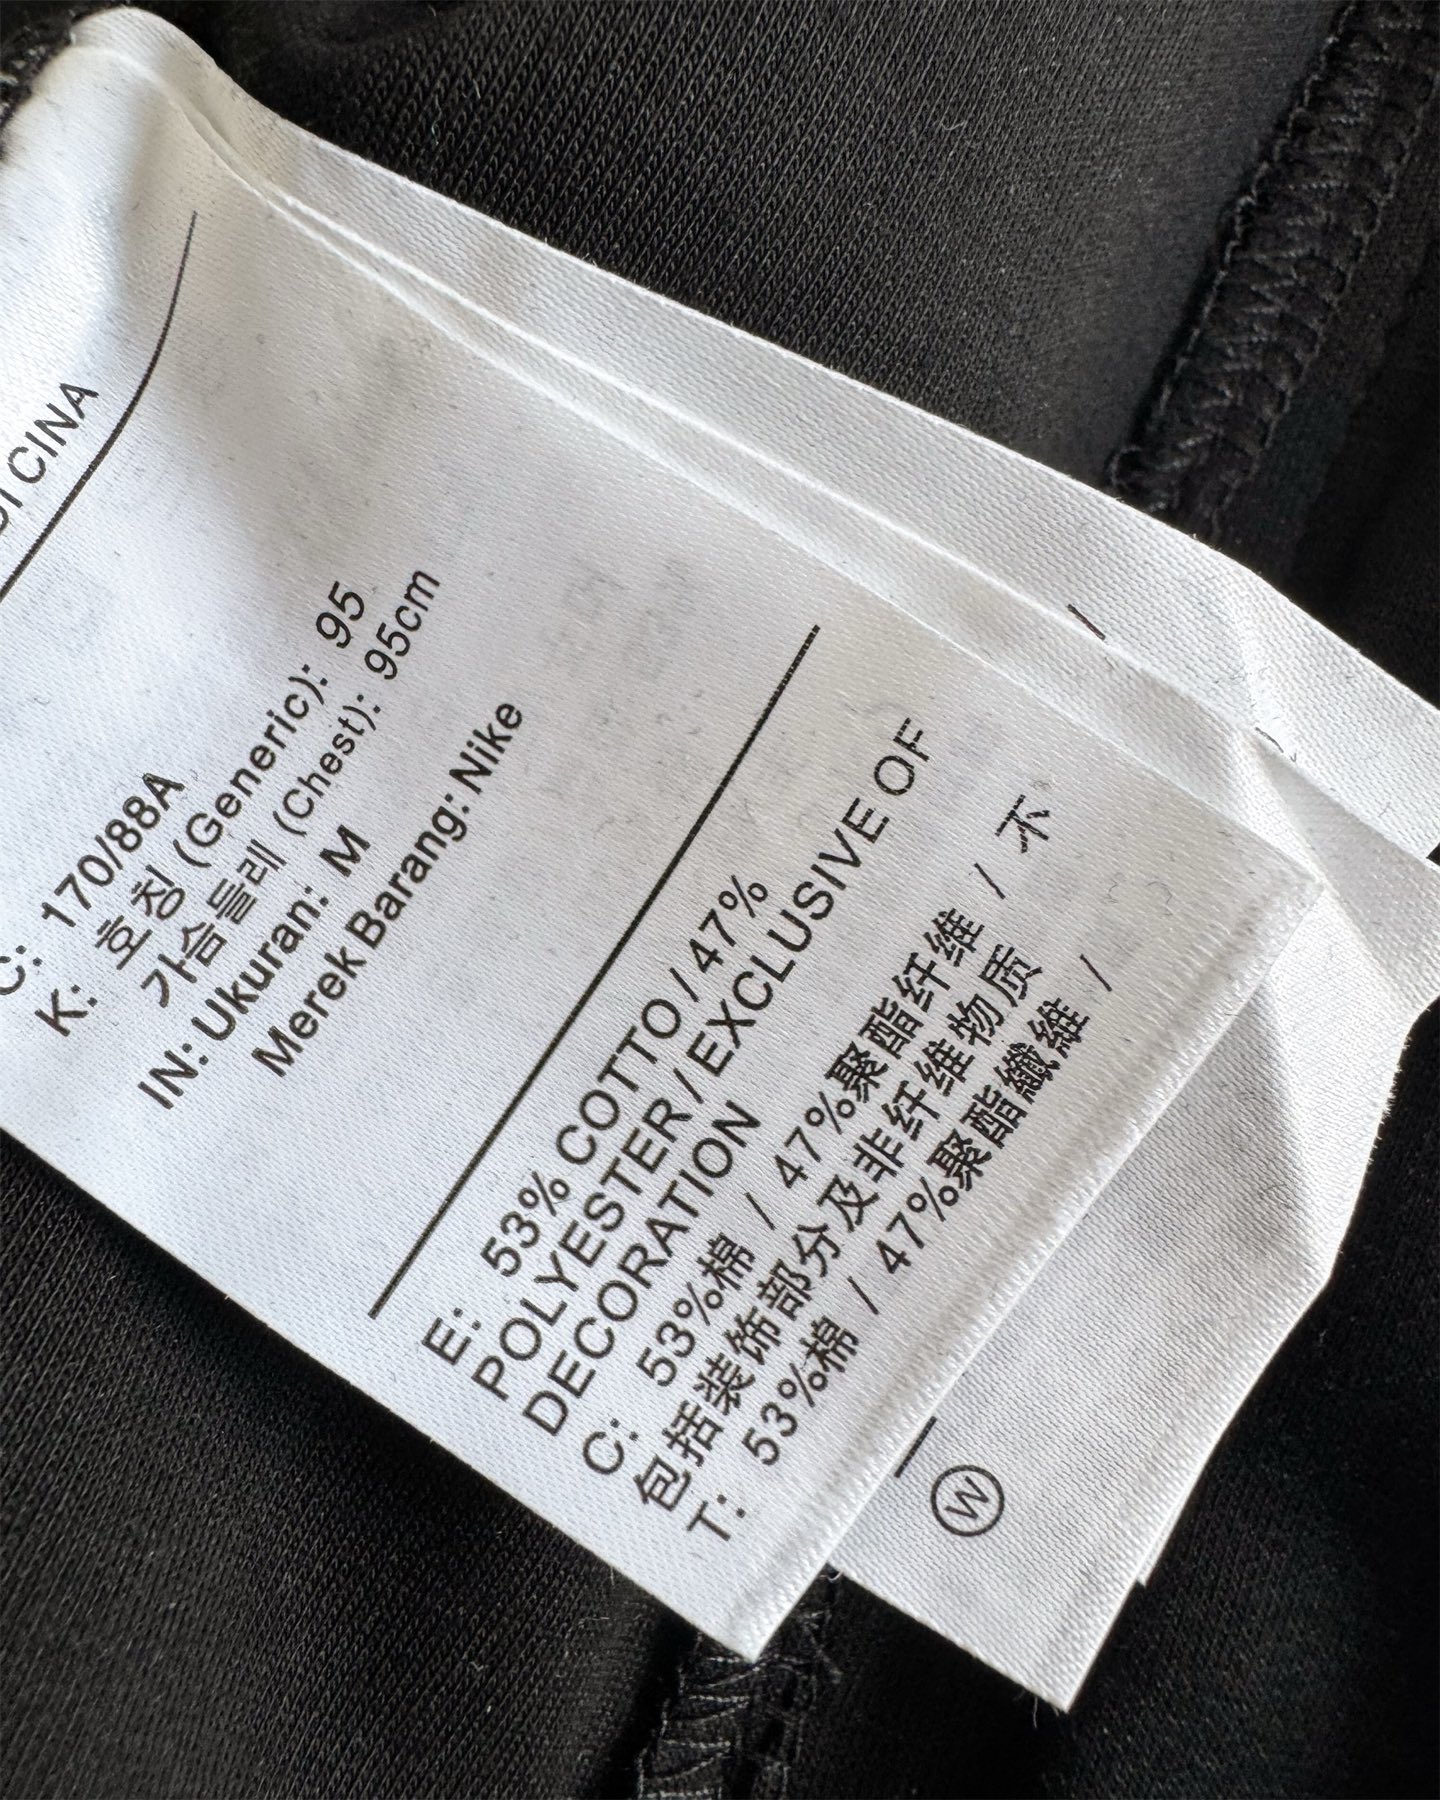 DI CINA
C: 170/88A
K: 호칭 (Generic): 95
가슴둘레 (Chest): 95cm
IN: Ukuran: M
Merek Barang: Nike
E: 53% COTTO / 47%
POLYESTER / EXCLUSIVE OF
DECORATION
C: 53%棉 / 47%聚酯纤维 / 不
包括装饰部分及非纤维物质
T: 53%棉 / 47%聚酯纖維 /
W